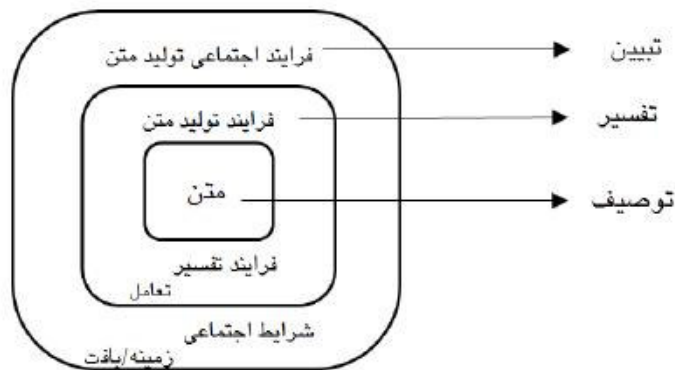 فرایند اجتماعی تولید متن
تبیین
فرایند تولید متن
تفسیر
متن
توصیف
فرایند تفسیر
تعامل
شرایط اجتماعی
زمینه/بافت